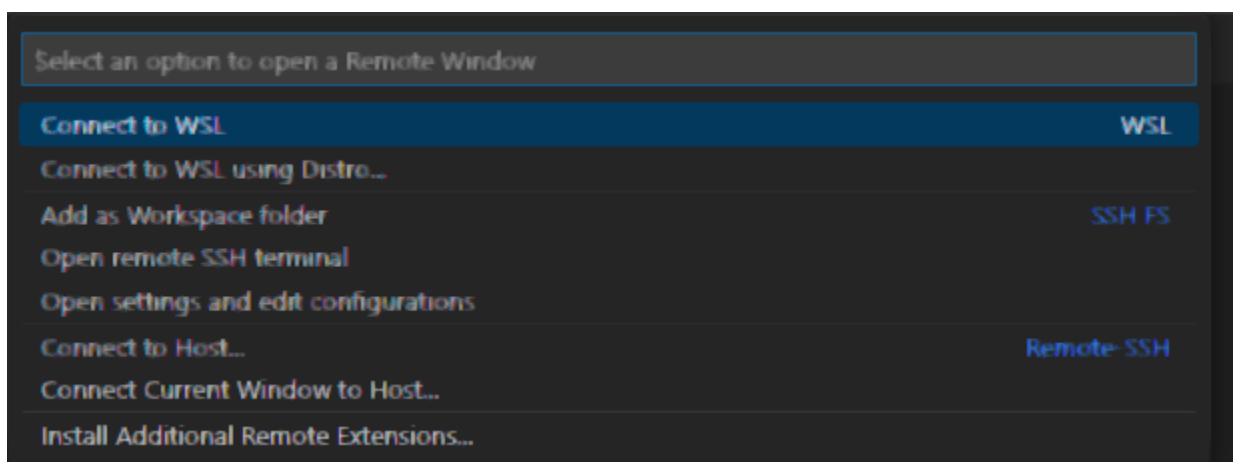 Select an option to open a Remote Window
Connect to WSL WSL
Connect to WSL using Distro...
Add as Workspace folder SSH FS
Open remote SSH terminal
Open settings and edit configurations
Connect to Host... Remote-SSH
Connect Current Window to Host...
Install Additional Remote Extensions...